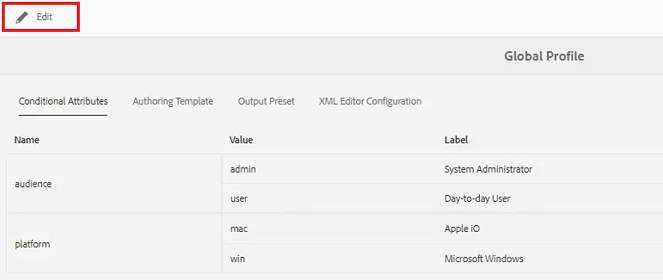 Edit
Global Profile
Conditional Attributes Authoring Template Output Preset XML Editor Configuration
Name Value Label
audience
admin System Administrator
user Day-to-day User
platform
mac Apple iO
win Microsoft Windows